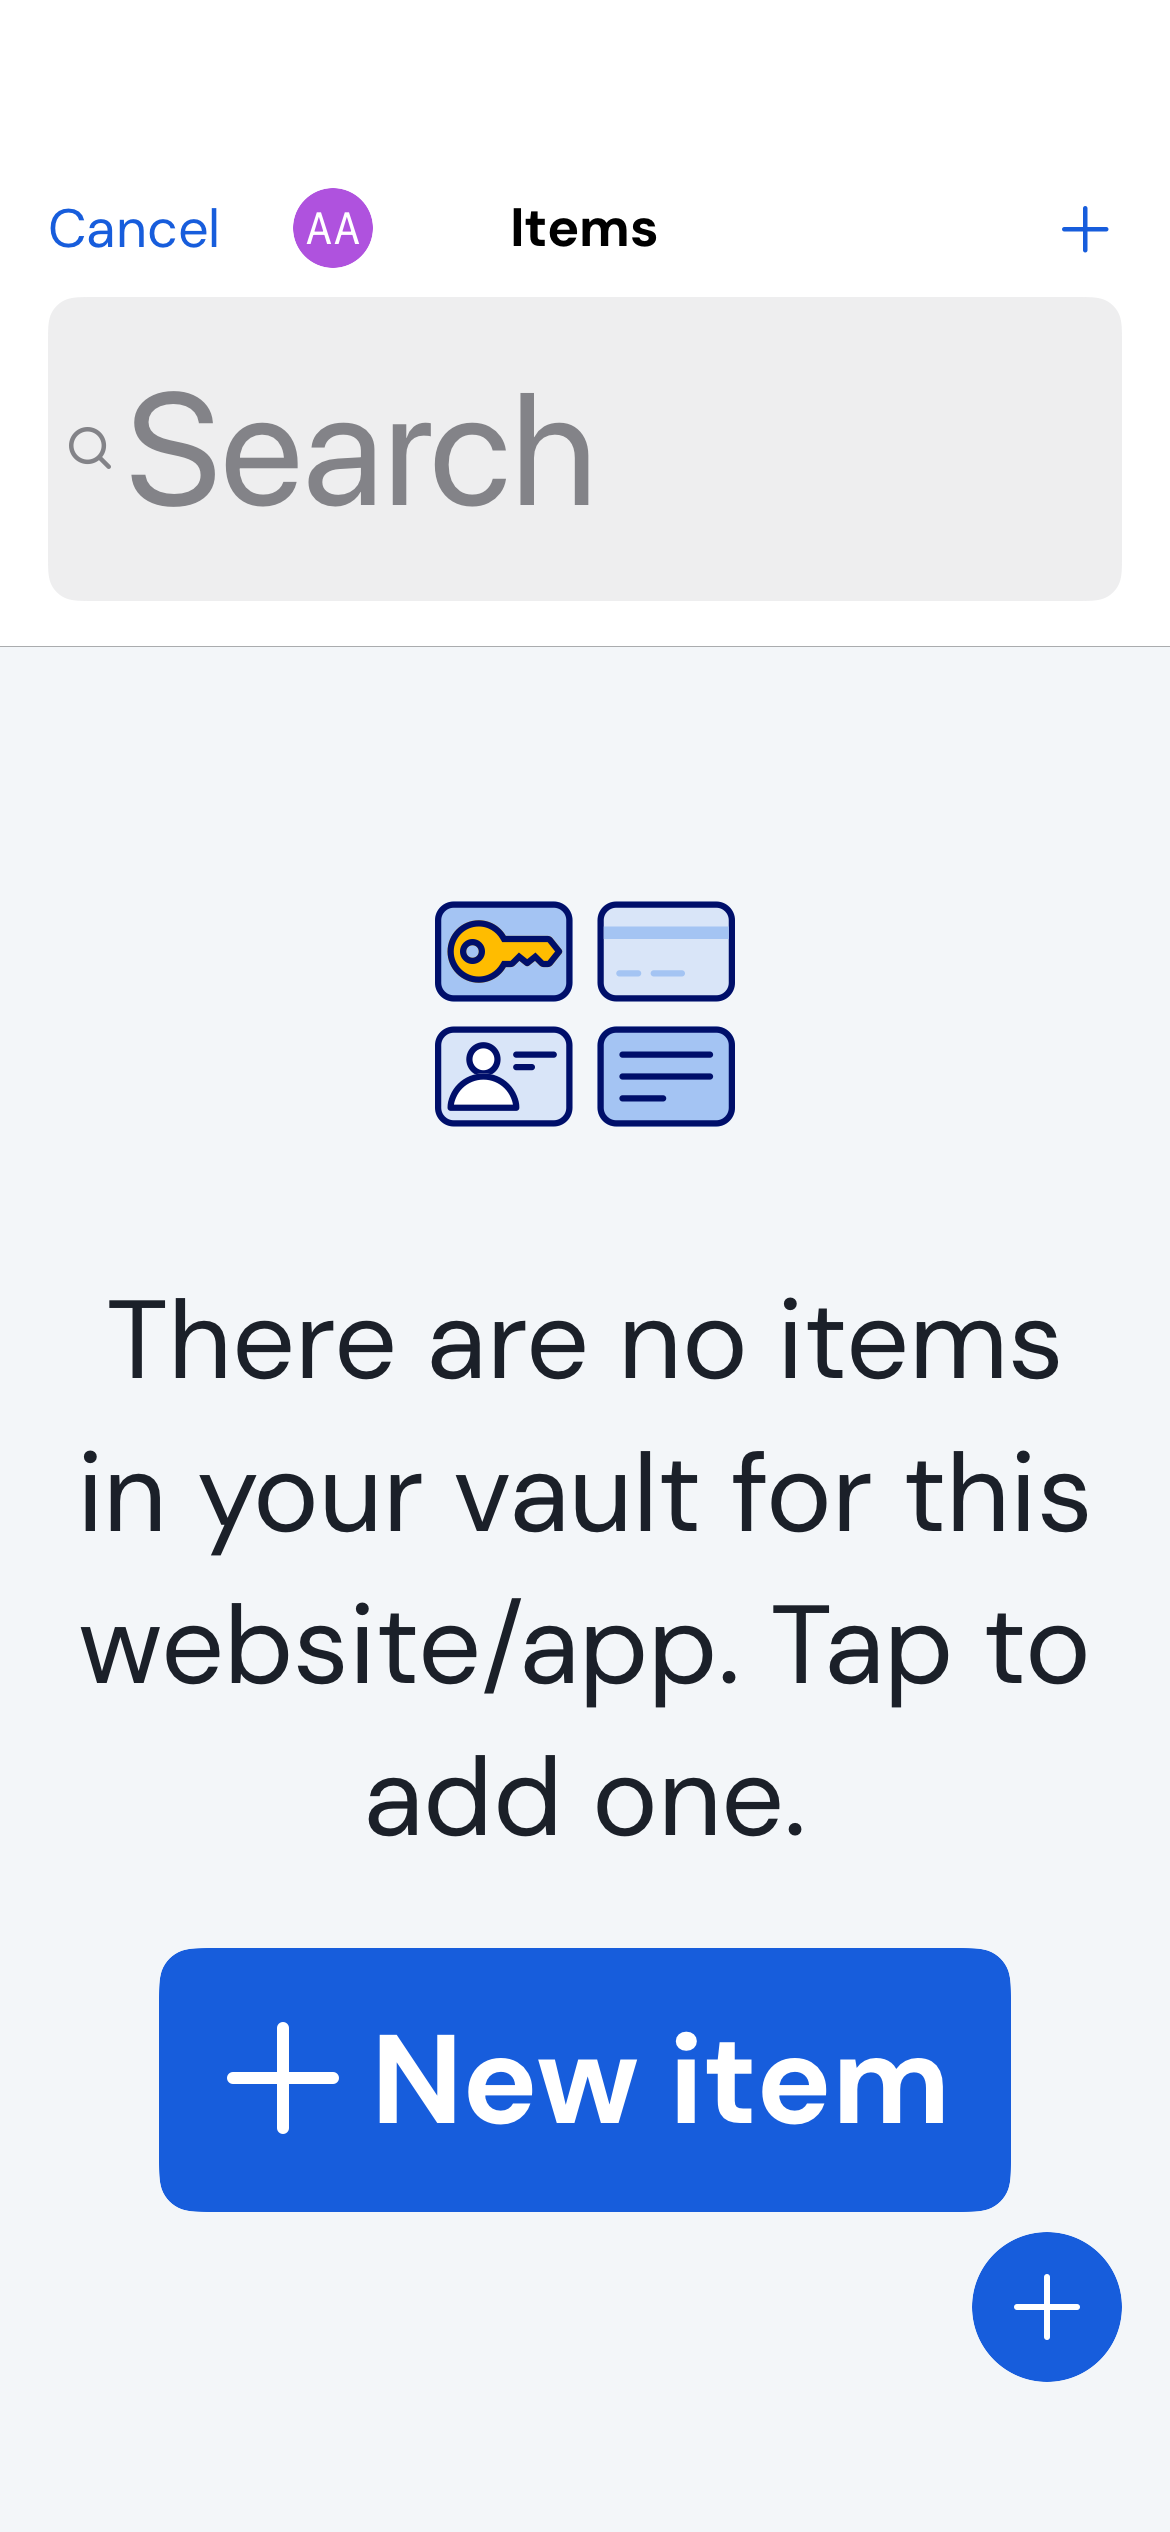 Cancel AA Items
Search
There are no items
in your vault for this
website/app. Tap to
add one.
New item